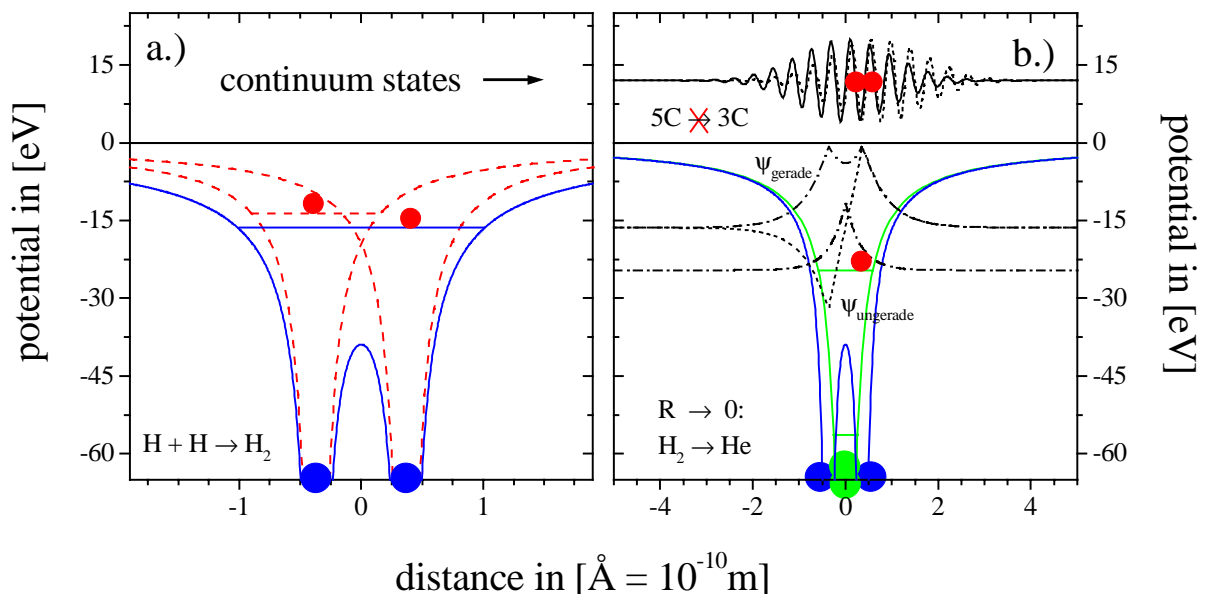 a.)
continuum states →
15
0
-15
-30
-45
-60
potential in [eV]
H + H → H₂
-1
0
1
b.)
5C → 3C
15
0
-15
-30
-45
-60
potential in [eV]
ψgerade
ψungerade
R → 0:
H₂ → He
-4
-2
0
2
4
distance in [Å = 10⁻¹⁰m]